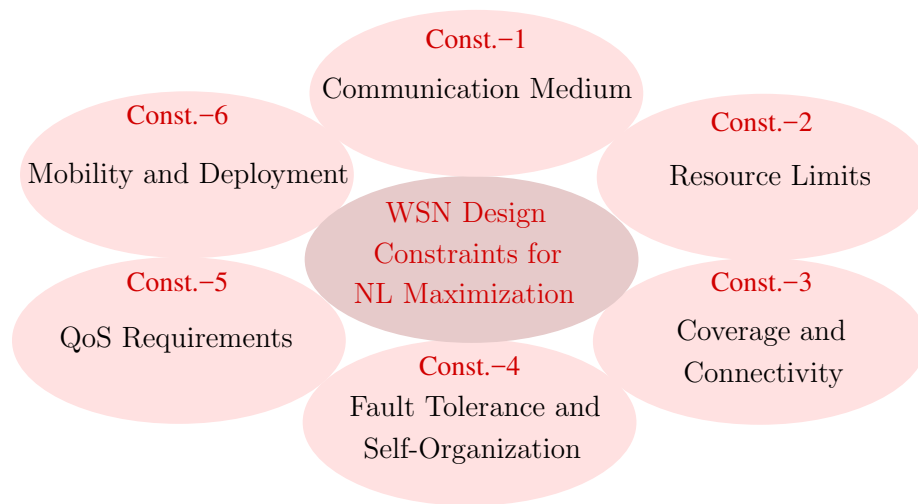 Const.–1
Communication Medium
Const.–6
Mobility and Deployment
Const.–2
Resource Limits
WSN Design
Constraints for
NL Maximization
Const.–5
QoS Requirements
Const.–3
Coverage and
Connectivity
Const.–4
Fault Tolerance and
Self-Organization